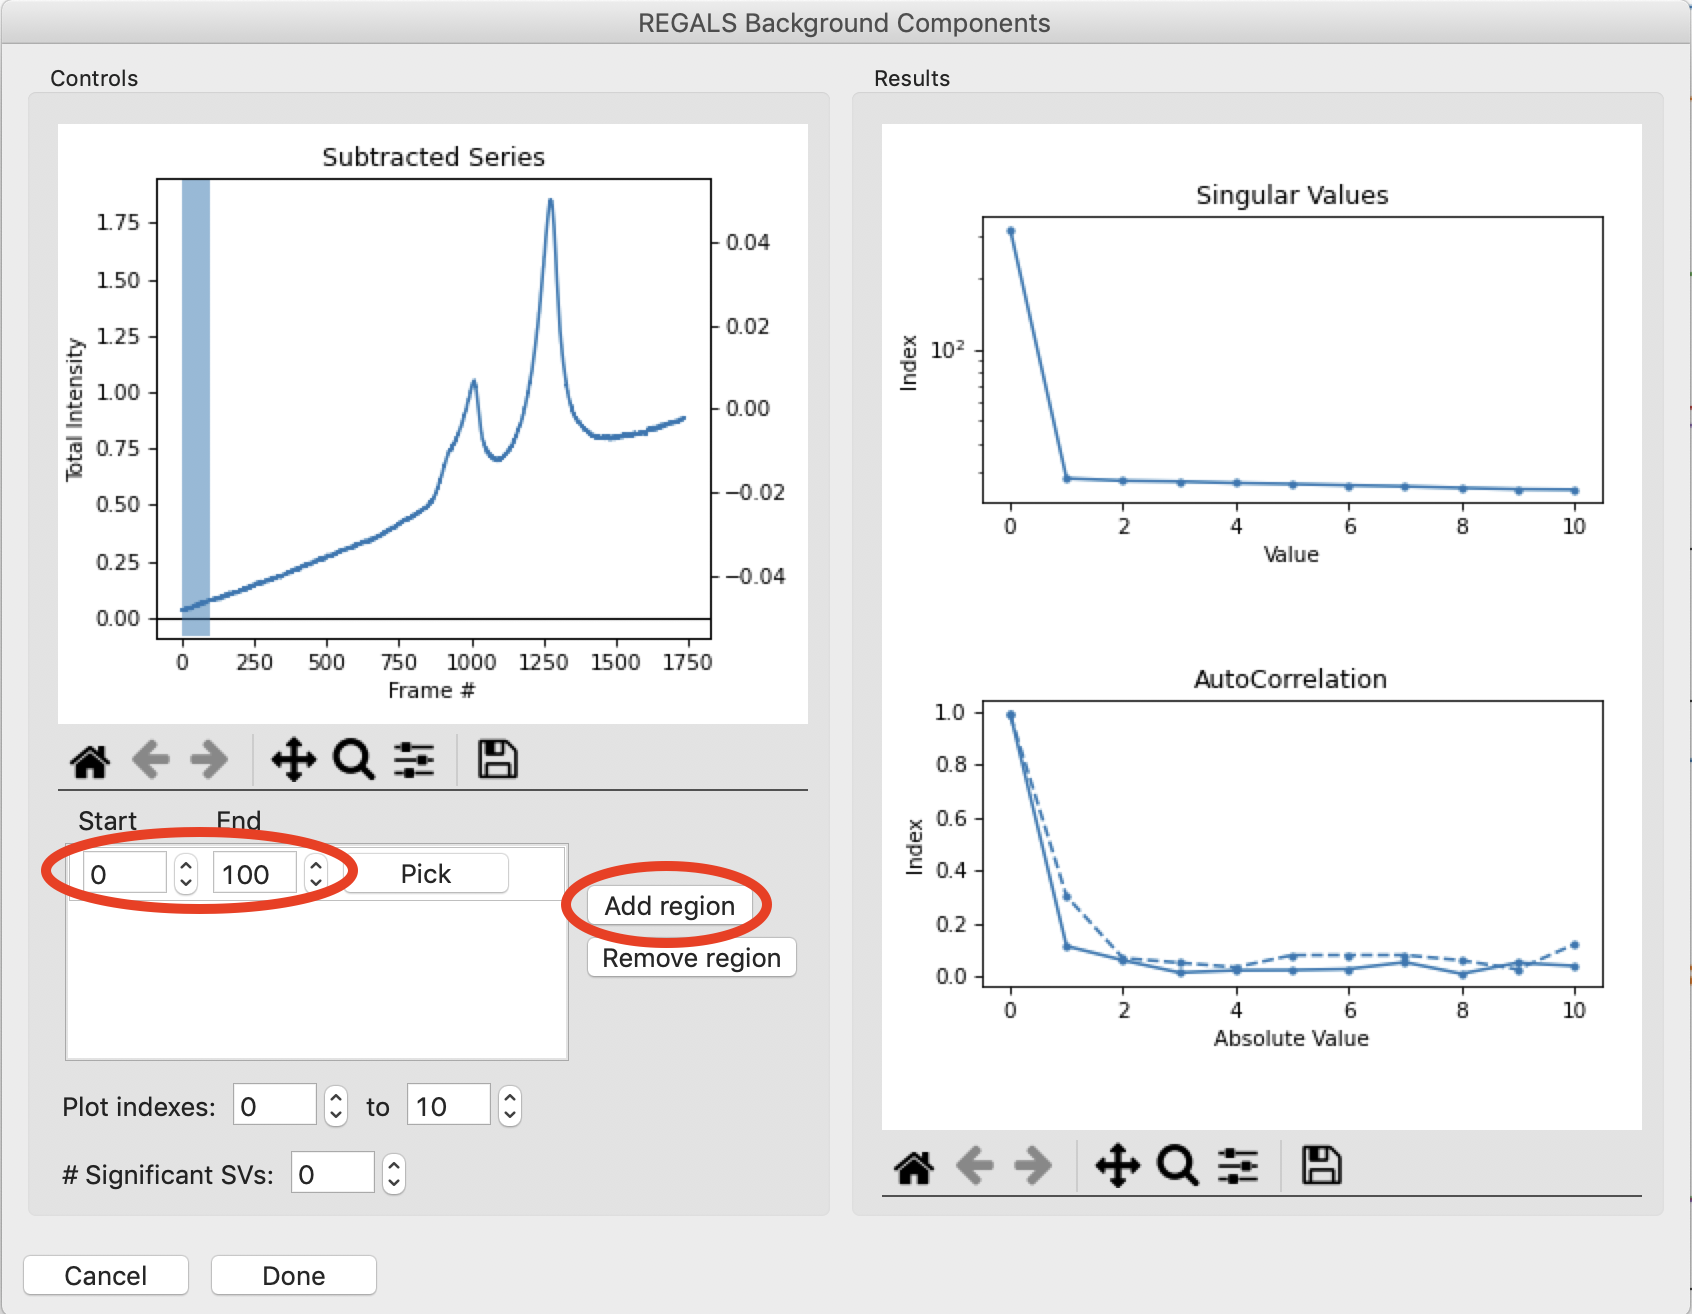 REGALS Background Components
Controls
Subtracted Series
1.75
1.50
1.25
1.00
0.75
0.50
0.25
0.00
Total Intensity
0.04
0.02
0.00
−0.02
−0.04
0 250 500 750 1000 1250 1500 1750
Frame #
Start End
0 100 Pick
Add region
Remove region
Plot indexes: 0 to 10
# Significant SVs: 0
Cancel Done
Results
Singular Values
10²
Index
0 2 4 6 8 10
Value
AutoCorrelation
1.0
0.8
0.6
0.4
0.2
0.0
Index
0 2 4 6 8 10
Absolute Value